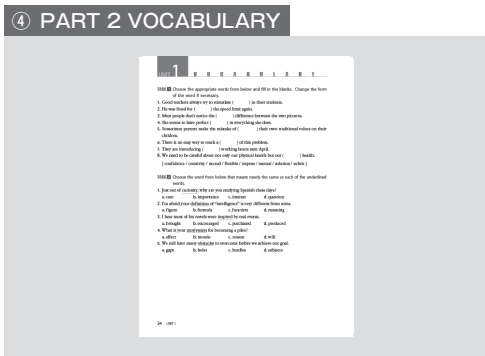 ④ PART 2 VOCABULARY
UNIT 1 VOCABULARY
Choose the appropriate words from below and fill in the blanks. Change the form
of the word if necessary.
1. Good teachers always try to stimulate ( ) in their students.
2. He was fined for ( ) the speed limit again.
3. Most people don't notice the ( ) difference between the two pictures.
4. She seems to have perfect ( ) in everything she does.
5. Sometimes parents make the mistake of ( ) their own traditional values on their
children.
6. There is no easy way to reach a ( ) of this problem.
7. They are introducing ( ) working hours next April.
8. We need to be careful about not only our physical health but our ( ) health.
[ confidence / creativity / exceed / flexible / impose / mental / solution / subtle ]
Choose the word from below that means nearly the same as each of the underlined
words.
1. Just out of curiosity, why are you studying Spanish these days?
a. care b. importance c. interest d. question
2. I'm afraid your definition of "intelligence" is very different from mine.
a. figure b. formula c. function d. meaning
3. I hear most of his novels were inspired by real events.
a. brought b. encouraged c. purchased d. produced
4. What is your motivation for becoming a pilot?
a. effort b. morale c. reason d. will
5. We still have many obstacles to overcome before we achieve our goal.
a. gaps b. holes c. hurdles d. subjects
24 UNIT 1